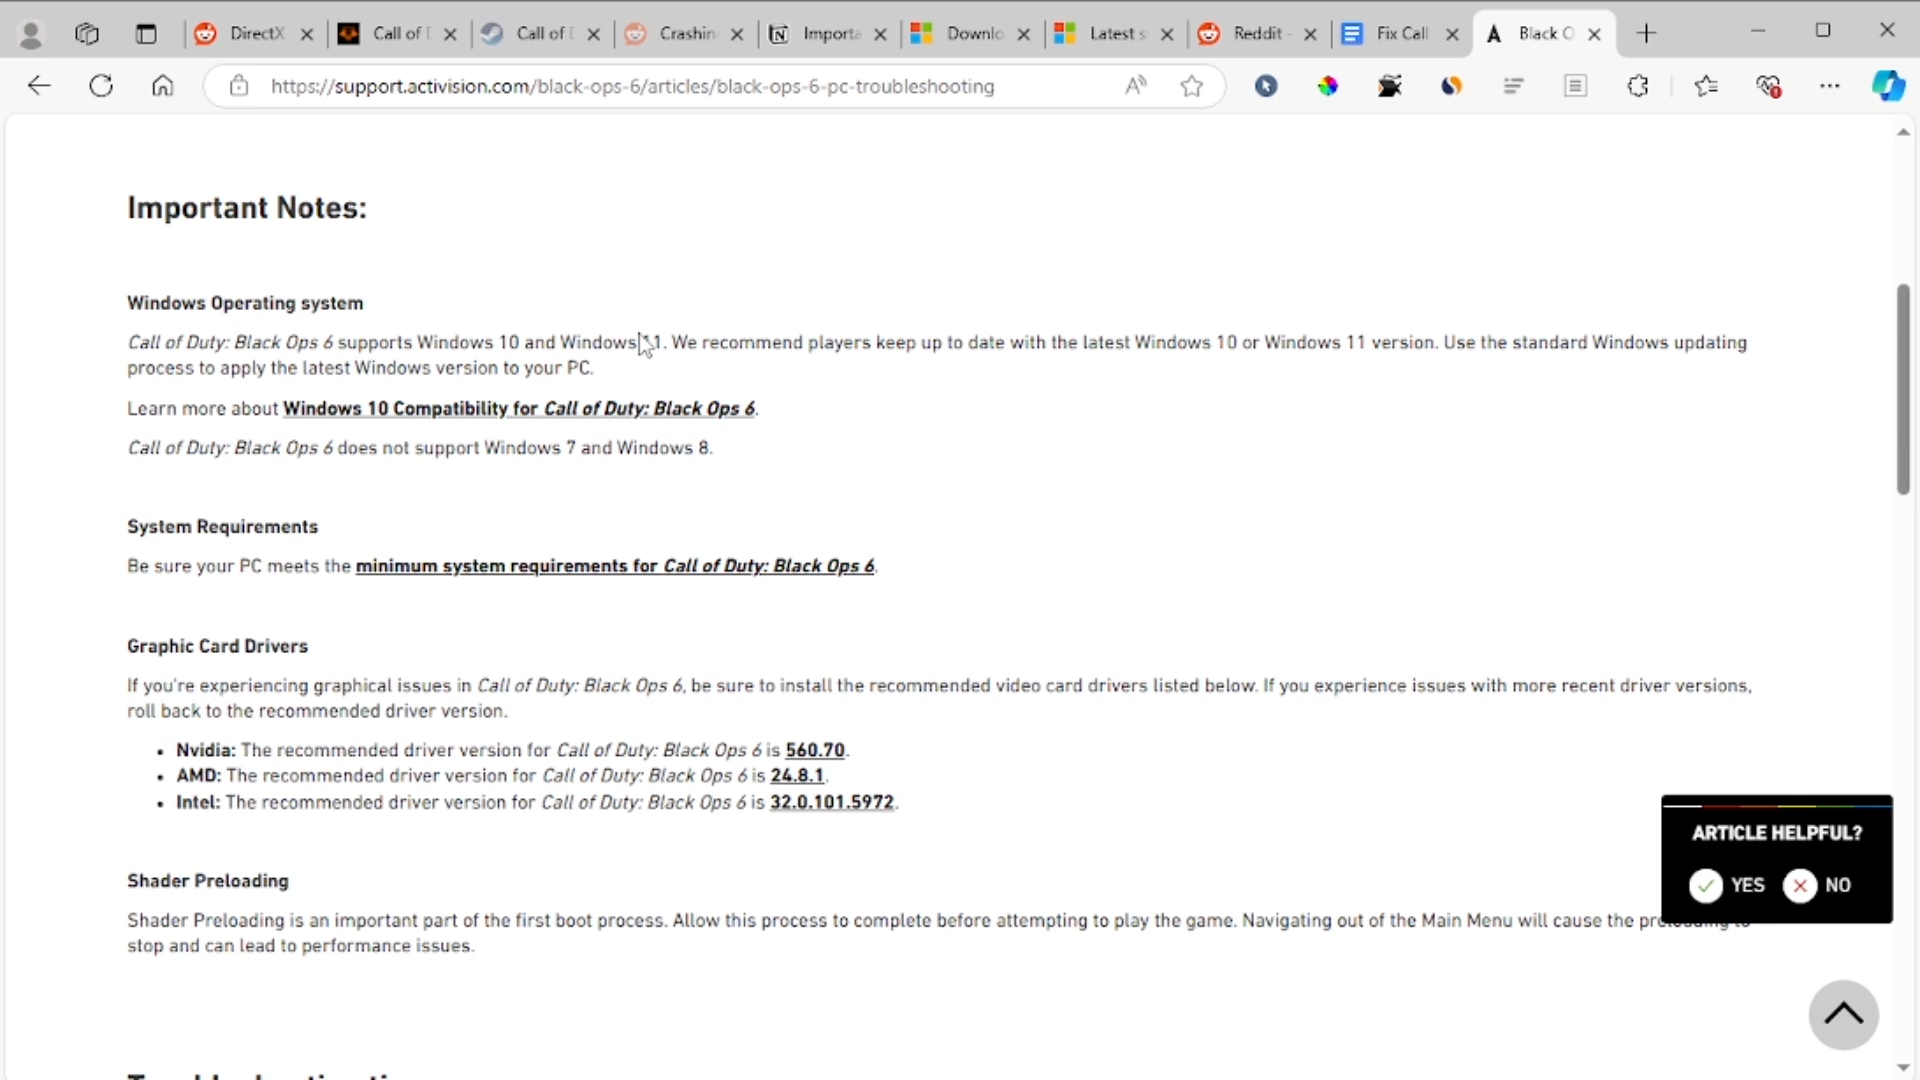 DirectX
Call of D
Call of D
Crashin
Importa
Downlo
Latest s
Reddit -
Fix Call
Black O
https://support.activision.com/black-ops-6/articles/black-ops-6-pc-troubleshooting
Important Notes:
Windows Operating system
Call of Duty: Black Ops 6 supports Windows 10 and Windows 11. We recommend players keep up to date with the latest Windows 10 or Windows 11 version. Use the standard Windows updating
process to apply the latest Windows version to your PC.
Learn more about Windows 10 Compatibility for Call of Duty: Black Ops 6.
Call of Duty: Black Ops 6 does not support Windows 7 and Windows 8.
System Requirements
Be sure your PC meets the minimum system requirements for Call of Duty: Black Ops 6.
Graphic Card Drivers
If you're experiencing graphical issues in Call of Duty: Black Ops 6, be sure to install the recommended video card drivers listed below. If you experience issues with more recent driver versions,
roll back to the recommended driver version.
• Nvidia: The recommended driver version for Call of Duty: Black Ops 6 is 560.70.
• AMD: The recommended driver version for Call of Duty: Black Ops 6 is 24.8.1.
• Intel: The recommended driver version for Call of Duty: Black Ops 6 is 32.0.101.5972.
ARTICLE HELPFUL?
YES NO
Shader Preloading
Shader Preloading is an important part of the first boot process. Allow this process to complete before attempting to play the game. Navigating out of the Main Menu will cause the preloading to
stop and can lead to performance issues.